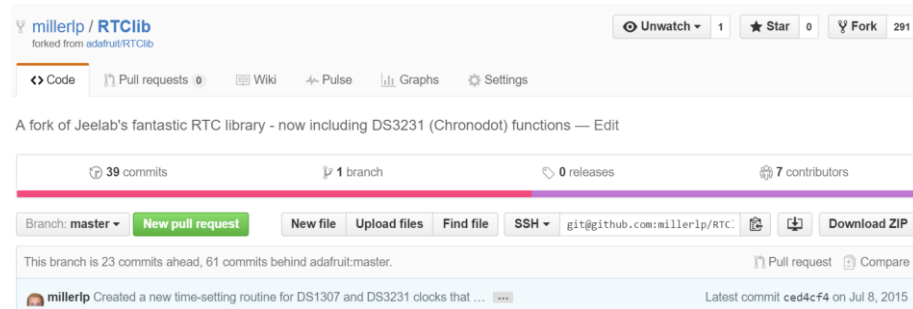 millerlp / RTClib
Unwatch 1 Star 0 Fork 291
forked from adafruit/RTClib
Code Pull requests 0 Wiki Pulse Graphs Settings
A fork of Jeelab's fantastic RTC library - now including DS3231 (Chronodot) functions — Edit
39 commits 1 branch 0 releases 7 contributors
Branch: master New pull request New file Upload files Find file SSH git@github.com:millerlp/RTC Download ZIP
This branch is 23 commits ahead, 61 commits behind adafruit:master. Pull request Compare
millerlp Created a new time-setting routine for DS1307 and DS3231 clocks that … ... Latest commit ced4cf4 on Jul 8, 2015